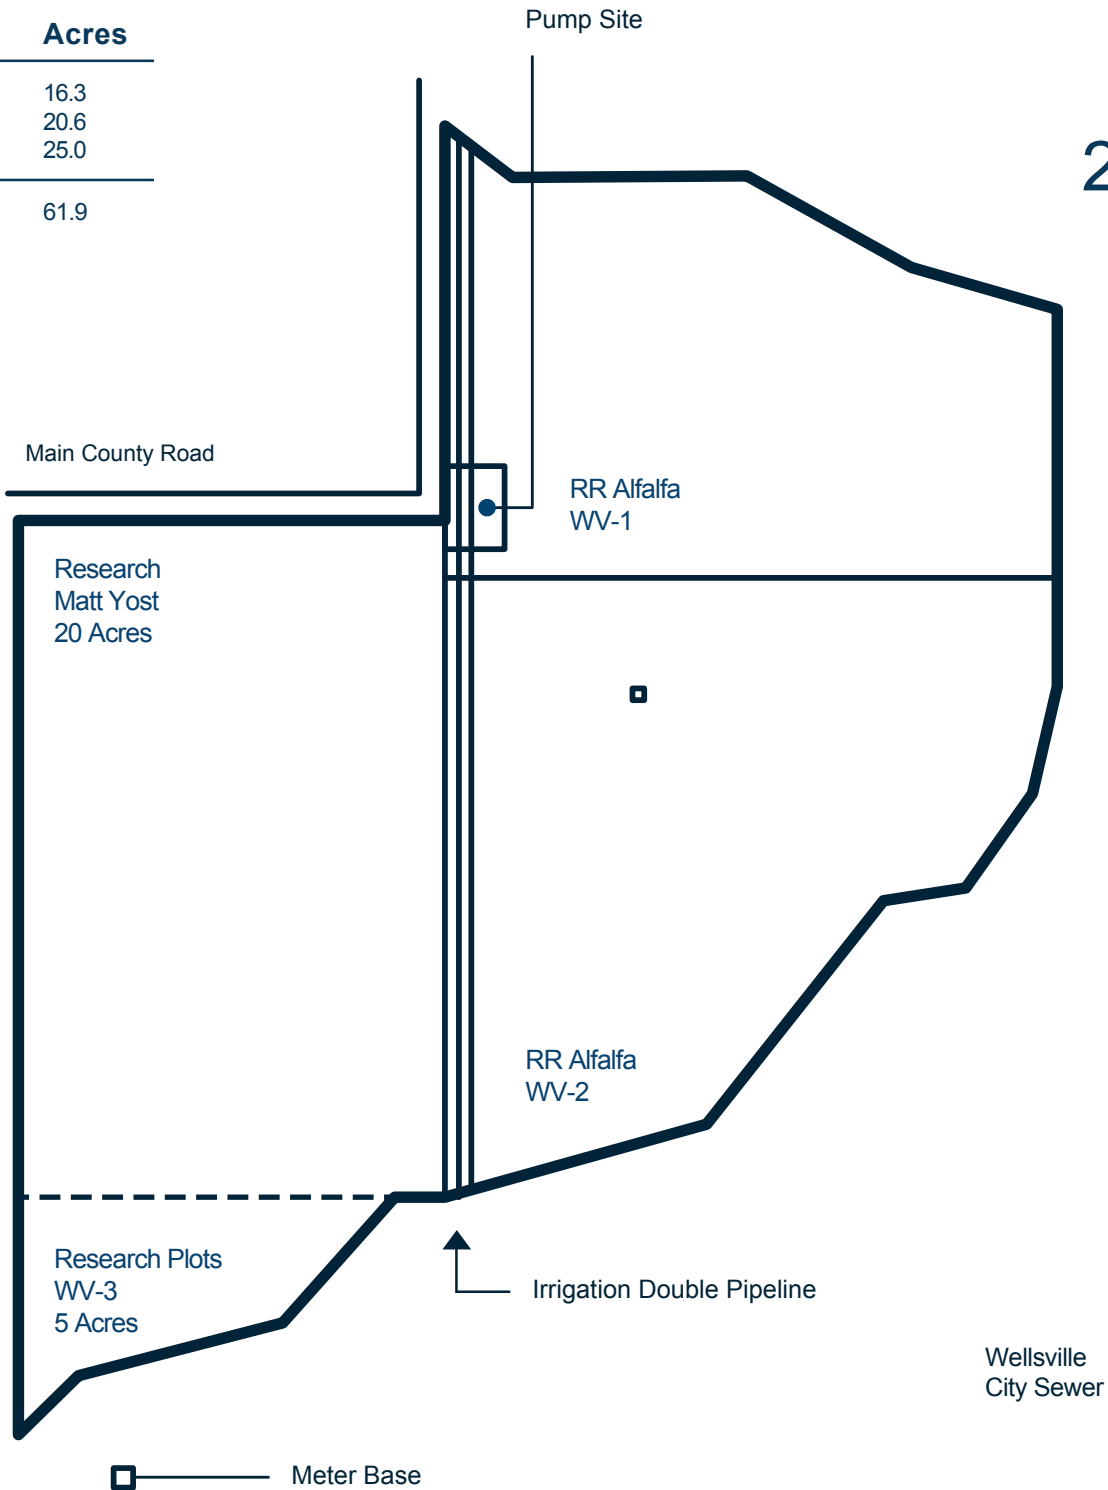 Pump Site
Acres
16.3
20.6
25.0
61.9
2
Main County Road
RR Alfalfa
WV-1
Research
Matt Yost
20 Acres
RR Alfalfa
WV-2
Research Plots
WV-3
5 Acres
Irrigation Double Pipeline
Wellsville
City Sewer
Meter Base